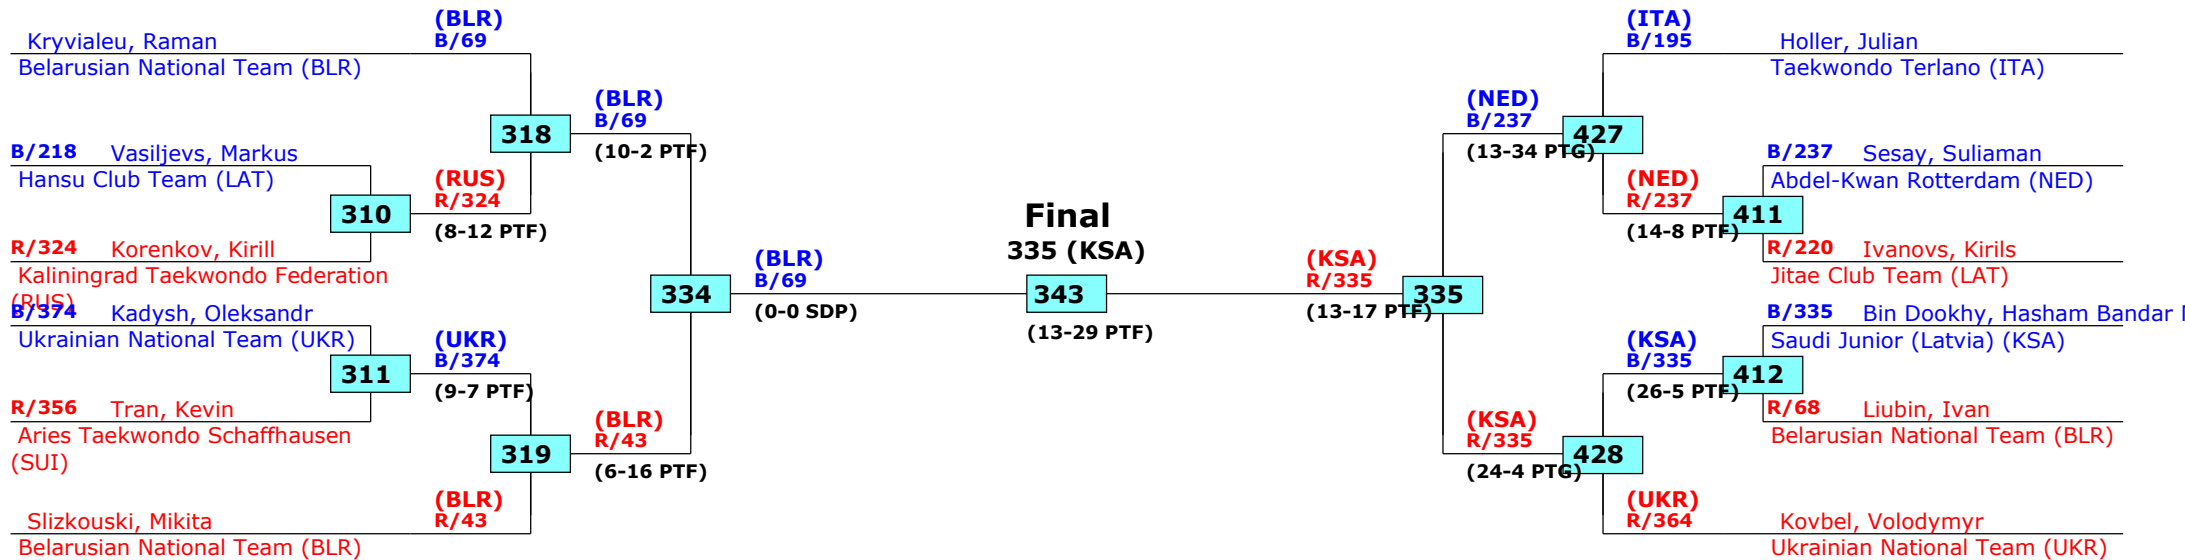 (BLR)
Kryvialeu, Raman
B/69
Belarusian National Team (BLR)
(BLR)
B/69
318
(10-2 PTF)
B/218 Vasiljevs, Markus
Hansu Club Team (LAT)
(RUS)
R/324
310
(8-12 PTF)
R/324 Korenkov, Kirill
Kaliningrad Taekwondo Federation
(RUS)
(BLR)
B/69
334
(0-0 SDP)
B/374 Kadysh, Oleksandr
Ukrainian National Team (UKR)
(UKR)
B/374
311
(9-7 PTF)
R/356 Tran, Kevin
Aries Taekwondo Schaffhausen
(SUI)
(BLR)
R/43
319
(6-16 PTF)
(BLR)
Slizkouski, Mikita
R/43
Belarusian National Team (BLR)
Final
335 (KSA)
343
(13-29 PTF)
(ITA)
B/195
Holler, Julian
Taekwondo Terlano (ITA)
(NED)
B/237
427
(13-34 PTG)
B/237 Sesay, Suliaman
Abdel-Kwan Rotterdam (NED)
(NED)
R/237
411
(14-8 PTF)
R/220 Ivanovs, Kirils
Jitae Club Team (LAT)
(KSA)
R/335
335
(13-17 PTF)
B/335 Bin Dookhy, Hasham Bandar
Saudi Junior (Latvia) (KSA)
(KSA)
B/335
412
(26-5 PTF)
R/68 Liubin, Ivan
Belarusian National Team (BLR)
(KSA)
R/335
428
(24-4 PTG)
(UKR)
R/364
Kovbel, Volodymyr
Ukrainian National Team (UKR)